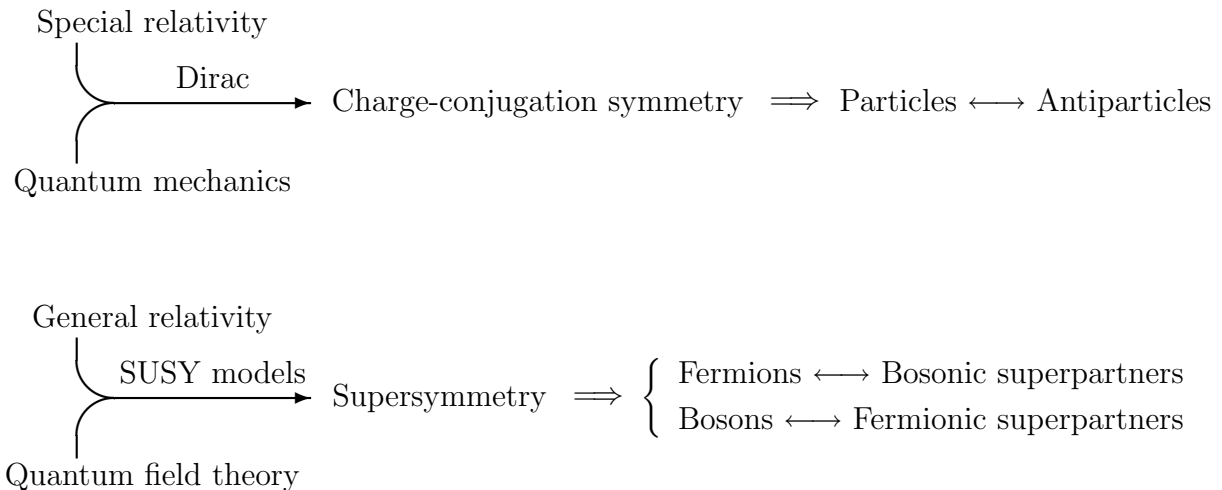 Special relativity
Dirac
Charge-conjugation symmetry ⟹ Particles ⟷ Antiparticles
Quantum mechanics
General relativity
SUSY models
Supersymmetry ⟹ {
Fermions ⟷ Bosonic superpartners
Bosons ⟷ Fermionic superpartners
Quantum field theory